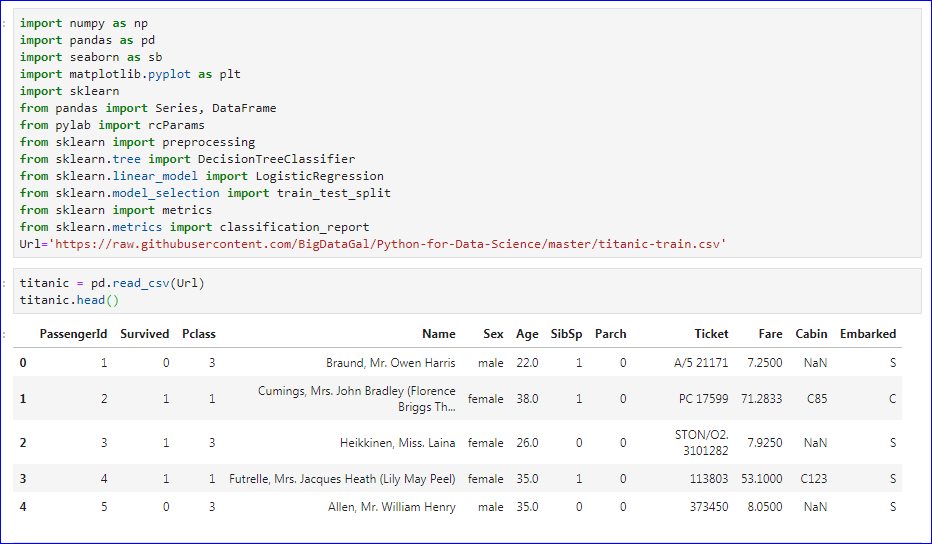 import numpy as np
import pandas as pd
import seaborn as sb
import matplotlib.pyplot as plt
import sklearn
from pandas import Series, DataFrame
from pylab import rcParams
from sklearn import preprocessing
from sklearn.tree import DecisionTreeClassifier
from sklearn.linear_model import LogisticRegression
from sklearn.model_selection import train_test_split
from sklearn import metrics
from sklearn.metrics import classification_report
Url='https://raw.githubusercontent.com/BigDataGal/Python-for-Data-Science/master/titanic-train.csv'
titanic = pd.read_csv(Url)
titanic.head()
PassengerId Survived Pclass Name Sex Age SibSp Parch Ticket Fare Cabin Embarked
0 1 0 3 Braund, Mr. Owen Harris male 22.0 1 0 A/5 21171 7.2500 NaN S
Cumings, Mrs. John Bradley (Florence
1 2 1 1 Briggs Th... female 38.0 1 0 PC 17599 71.2833 C85 C
STON/O2.
2 3 1 3 Heikkinen, Miss. Laina female 26.0 0 0 3101282 7.9250 NaN S
3 4 1 1 Futrelle, Mrs. Jacques Heath (Lily May Peel) female 35.0 1 0 113803 53.1000 C123 S
4 5 0 3 Allen, Mr. William Henry male 35.0 0 0 373450 8.0500 NaN S